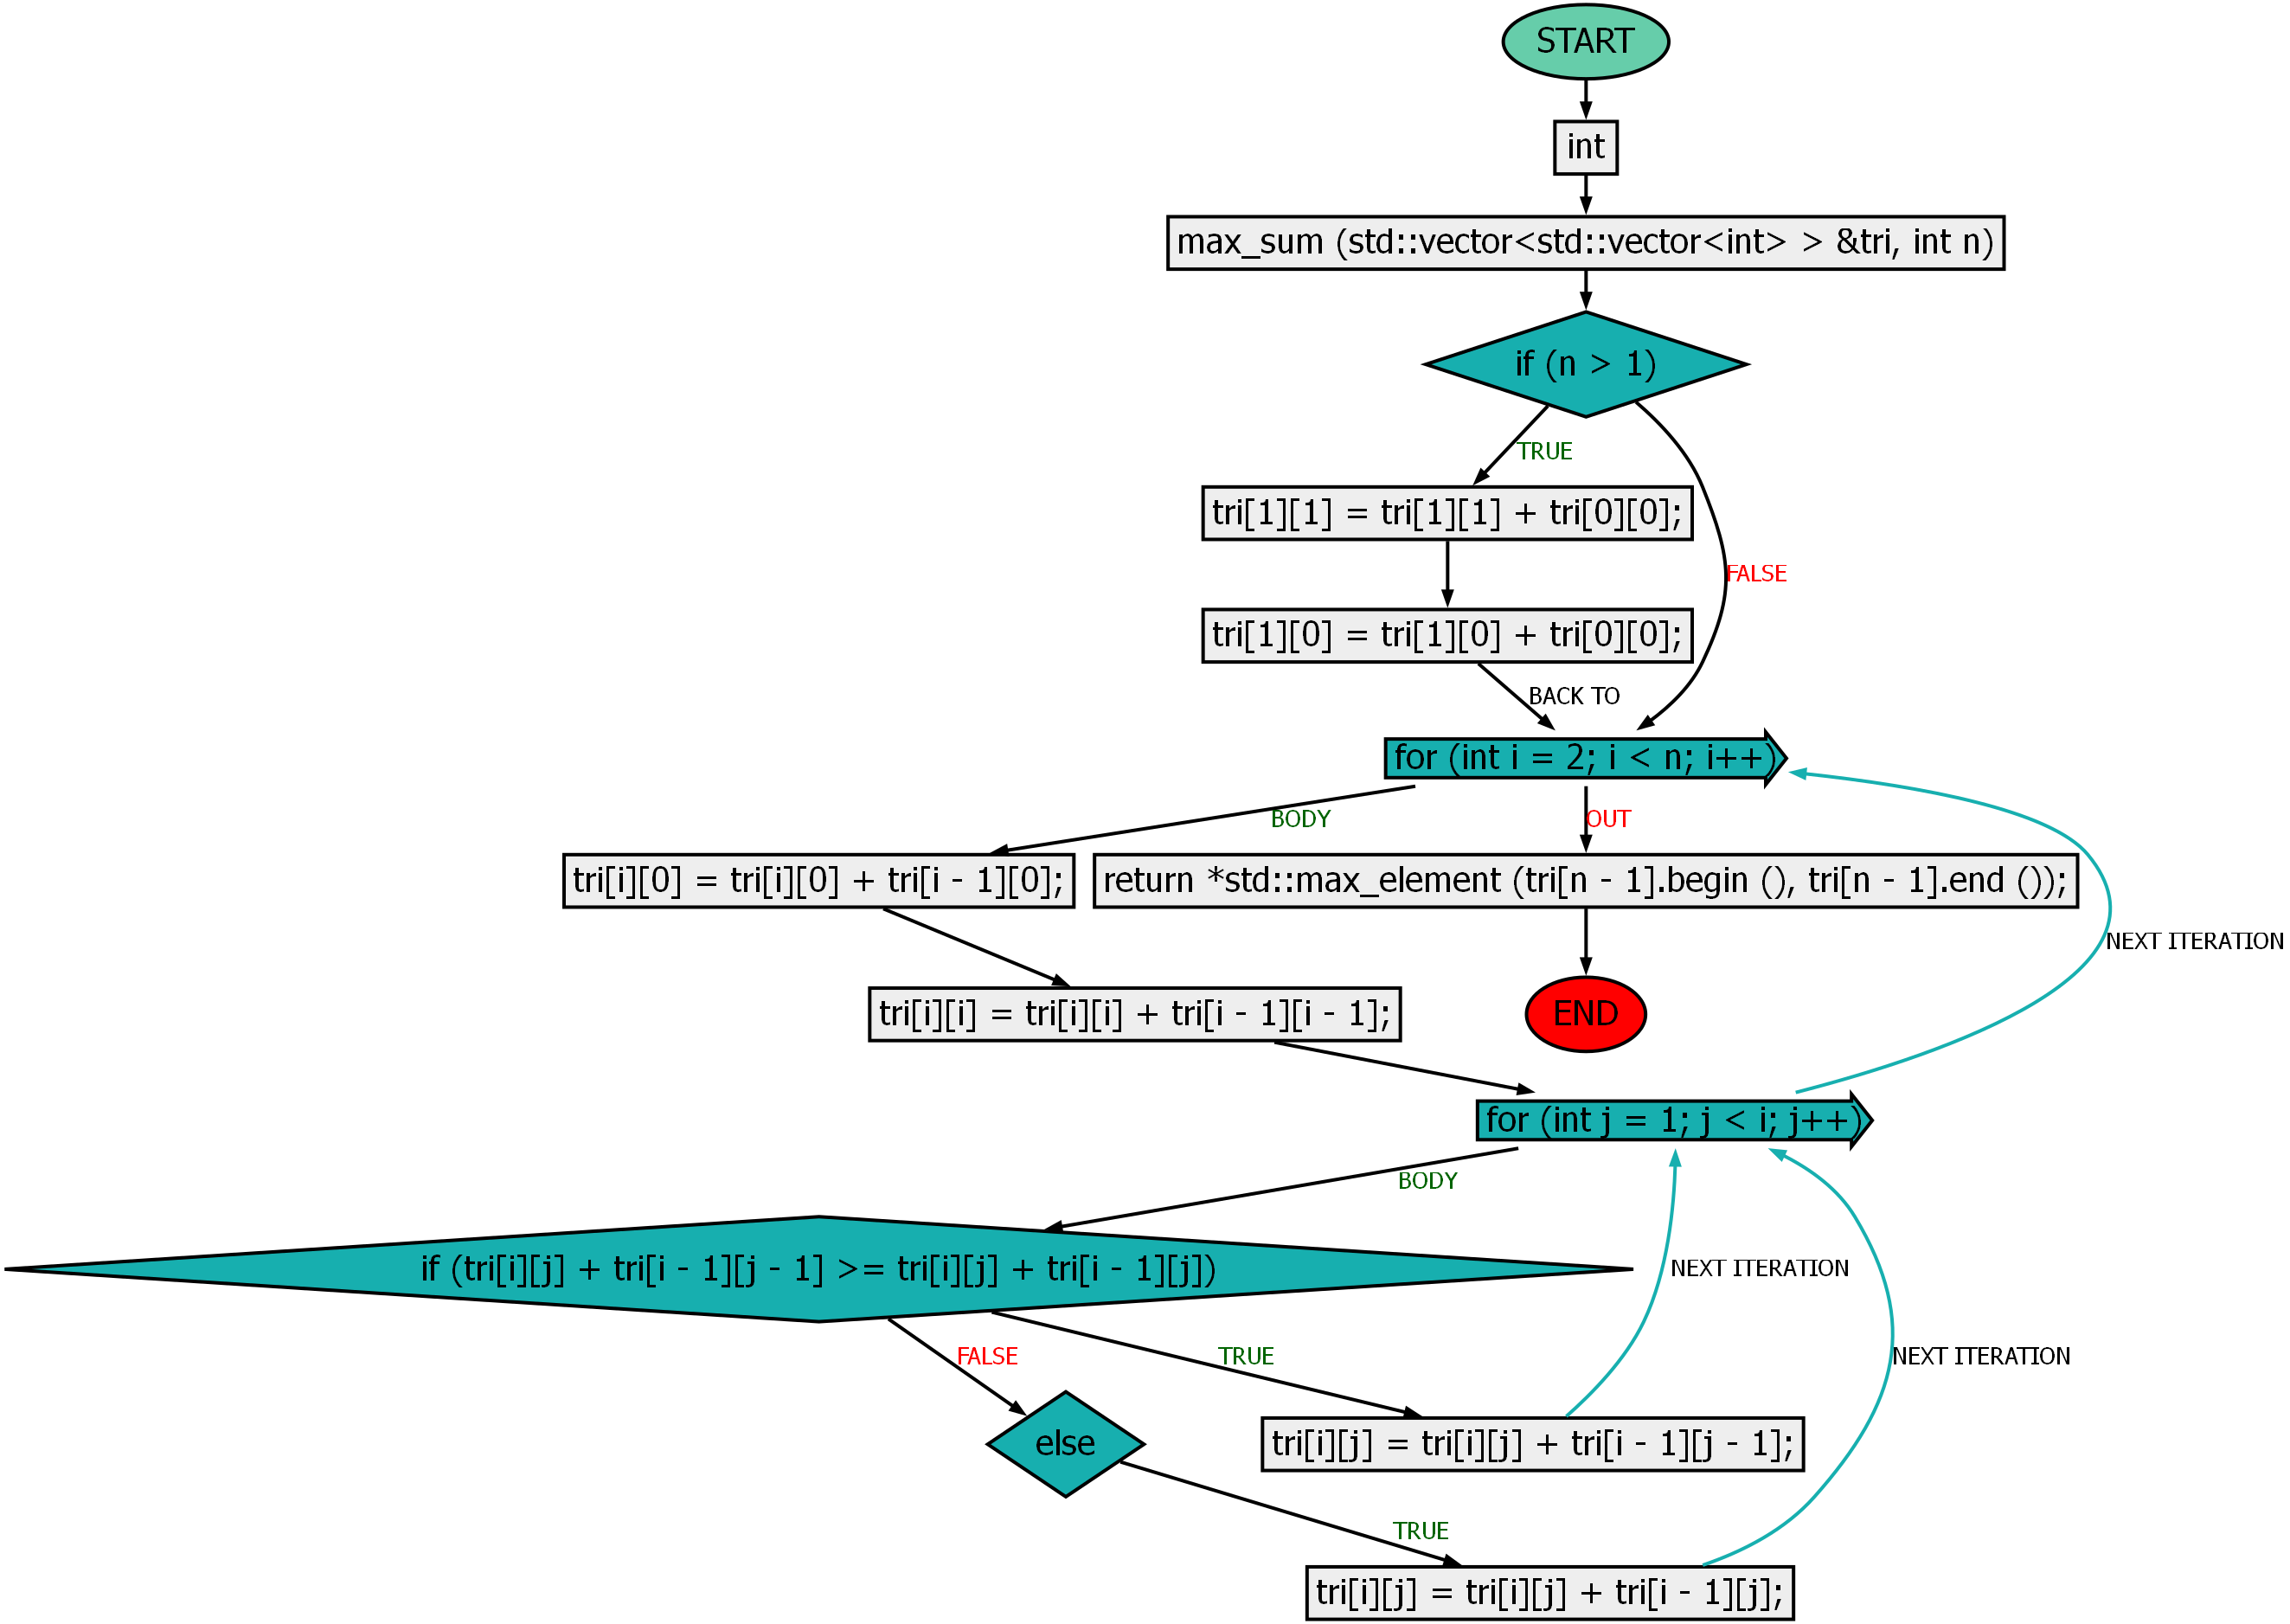 START
int
max_sum (std::vector<std::vector<int> > &tri, int n)
if (n > 1)
TRUE
tri[1][1] = tri[1][1] + tri[0][0];
FALSE
tri[1][0] = tri[1][0] + tri[0][0];
BACK TO
for (int i = 2; i < n; i++)
BODY
OUT
tri[i][0] = tri[i][0] + tri[i - 1][0];
return *std::max_element (tri[n - 1].begin (), tri[n - 1].end ());
NEXT ITERATION
tri[i][i] = tri[i][i] + tri[i - 1][i - 1];
END
for (int j = 1; j < i; j++)
BODY
if (tri[i][j] + tri[i - 1][j - 1] >= tri[i][j] + tri[i - 1][j])
NEXT ITERATION
FALSE
TRUE
NEXT ITERATION
else
tri[i][j] = tri[i][j] + tri[i - 1][j - 1];
TRUE
tri[i][j] = tri[i][j] + tri[i - 1][j];